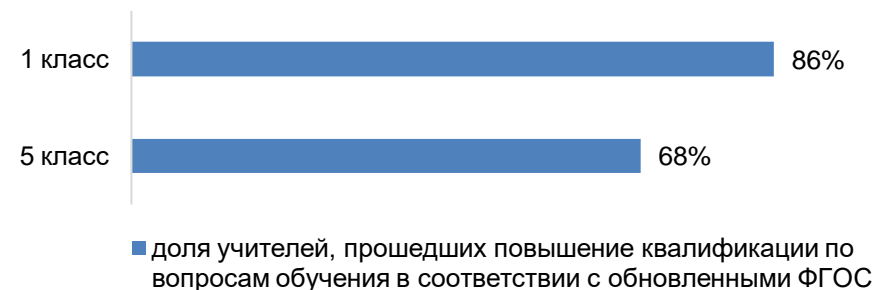 1 класс
86%
5 класс
68%
доля учителей, прошедших повышение квалификации по
вопросам обучения в соответствии с обновленными ФГОС